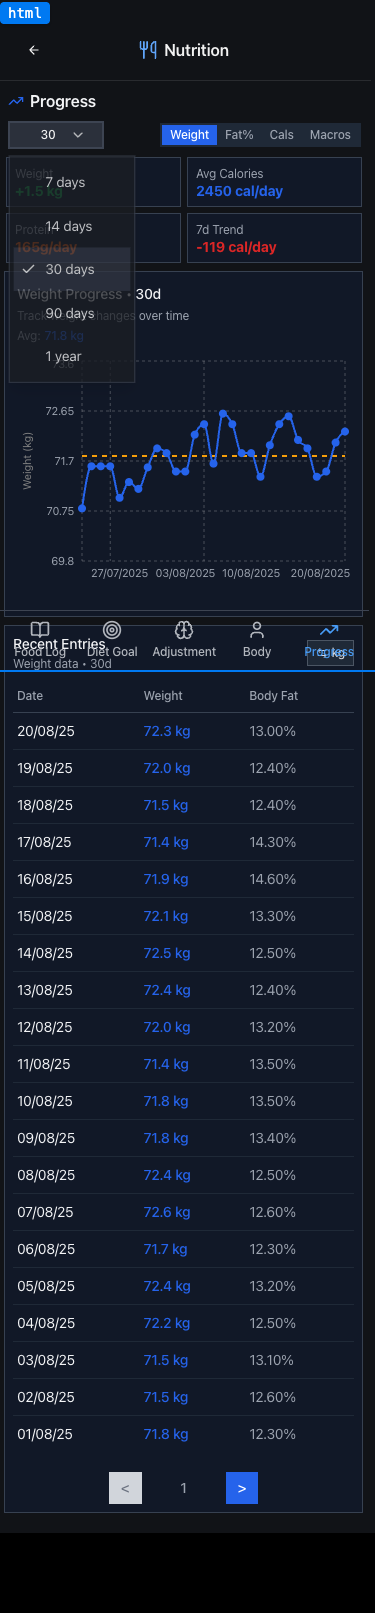 html
Nutrition
Progress
30
Weight Fat% Cals Macros
Weight
+1.5 kg
Avg Calories
2450 cal/day
Protein
165g/day
7d Trend
-119 cal/day
7 days
14 days
30 days
90 days
1 year
Weight Progress • 30d
Track changes over time
Avg: 71.8 kg
73.6
72.65
71.7
70.75
69.8
Weight (kg)
27/07/2025 03/08/2025 10/08/2025 20/08/2025
Food Log Diet Goal Adjustment Body Progress
Recent Entries
Weight data • 30d
kg
Date Weight Body Fat
20/08/25 72.3 kg 13.00%
19/08/25 72.0 kg 12.40%
18/08/25 71.5 kg 12.40%
17/08/25 71.4 kg 14.30%
16/08/25 71.9 kg 14.60%
15/08/25 72.1 kg 13.30%
14/08/25 72.5 kg 12.50%
13/08/25 72.4 kg 12.40%
12/08/25 72.0 kg 13.20%
11/08/25 71.4 kg 13.50%
10/08/25 71.8 kg 13.50%
09/08/25 71.8 kg 13.40%
08/08/25 72.4 kg 12.50%
07/08/25 72.6 kg 12.60%
06/08/25 71.7 kg 12.30%
05/08/25 72.4 kg 13.20%
04/08/25 72.2 kg 12.50%
03/08/25 71.5 kg 13.10%
02/08/25 71.5 kg 12.60%
01/08/25 71.8 kg 12.30%
< 1 >